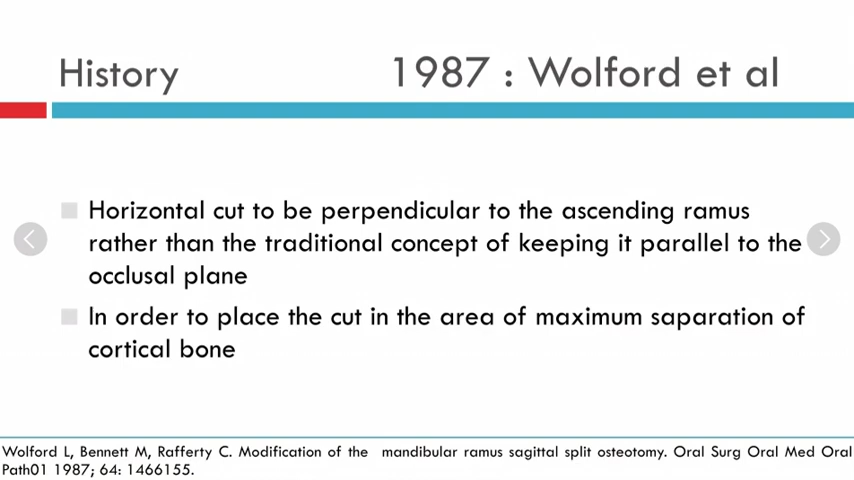 History 1987 : Wolford et al
Horizontal cut to be perpendicular to the ascending ramus
rather than the traditional concept of keeping it parallel to the
occlusal plane
In order to place the cut in the area of maximum saparation of
cortical bone
Wolford L, Bennett M, Rafferty C. Modification of the mandibular ramus sagittal split osteotomy. Oral Surg Oral Med Oral
Path01 1987; 64: 1466155.